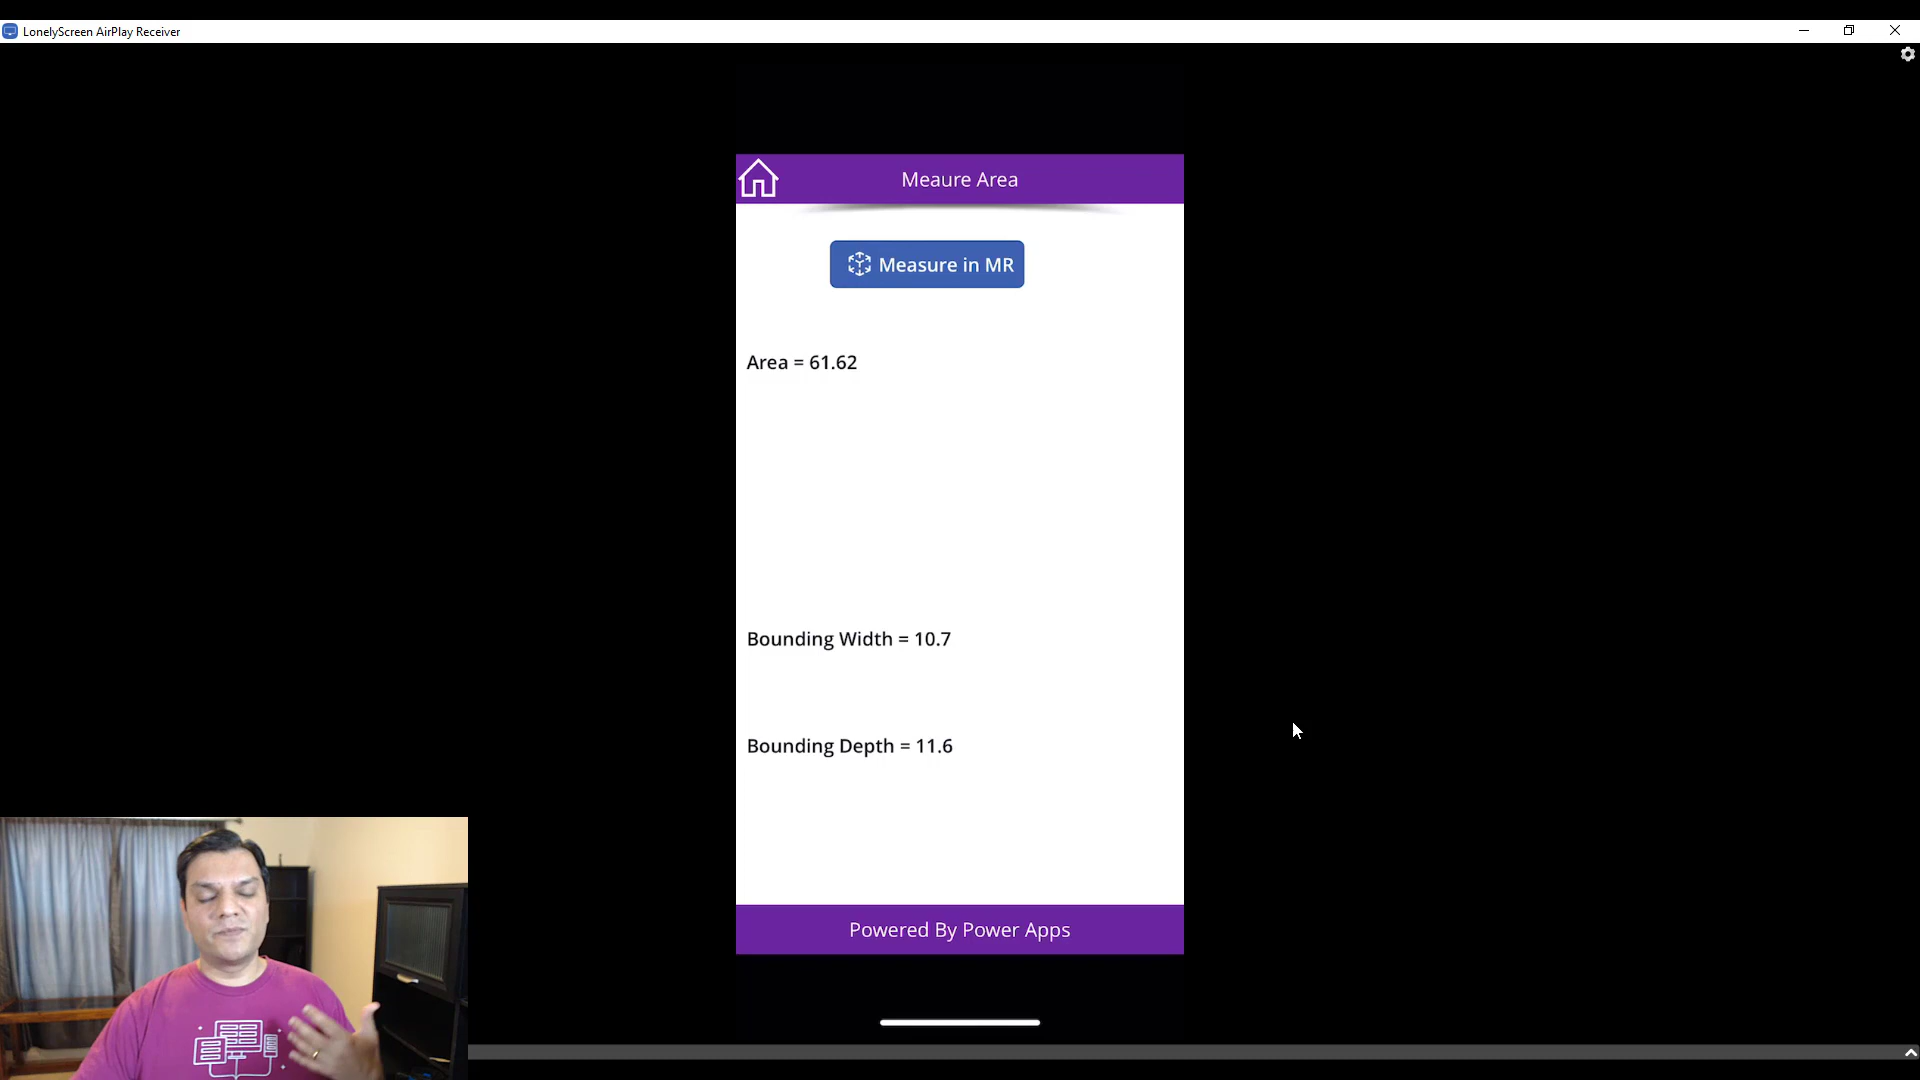 LonelyScreen AirPlay Receiver
Meaure Area
Measure in MR
Area = 61.62
Bounding Width = 10.7
Bounding Depth = 11.6
Powered By Power Apps